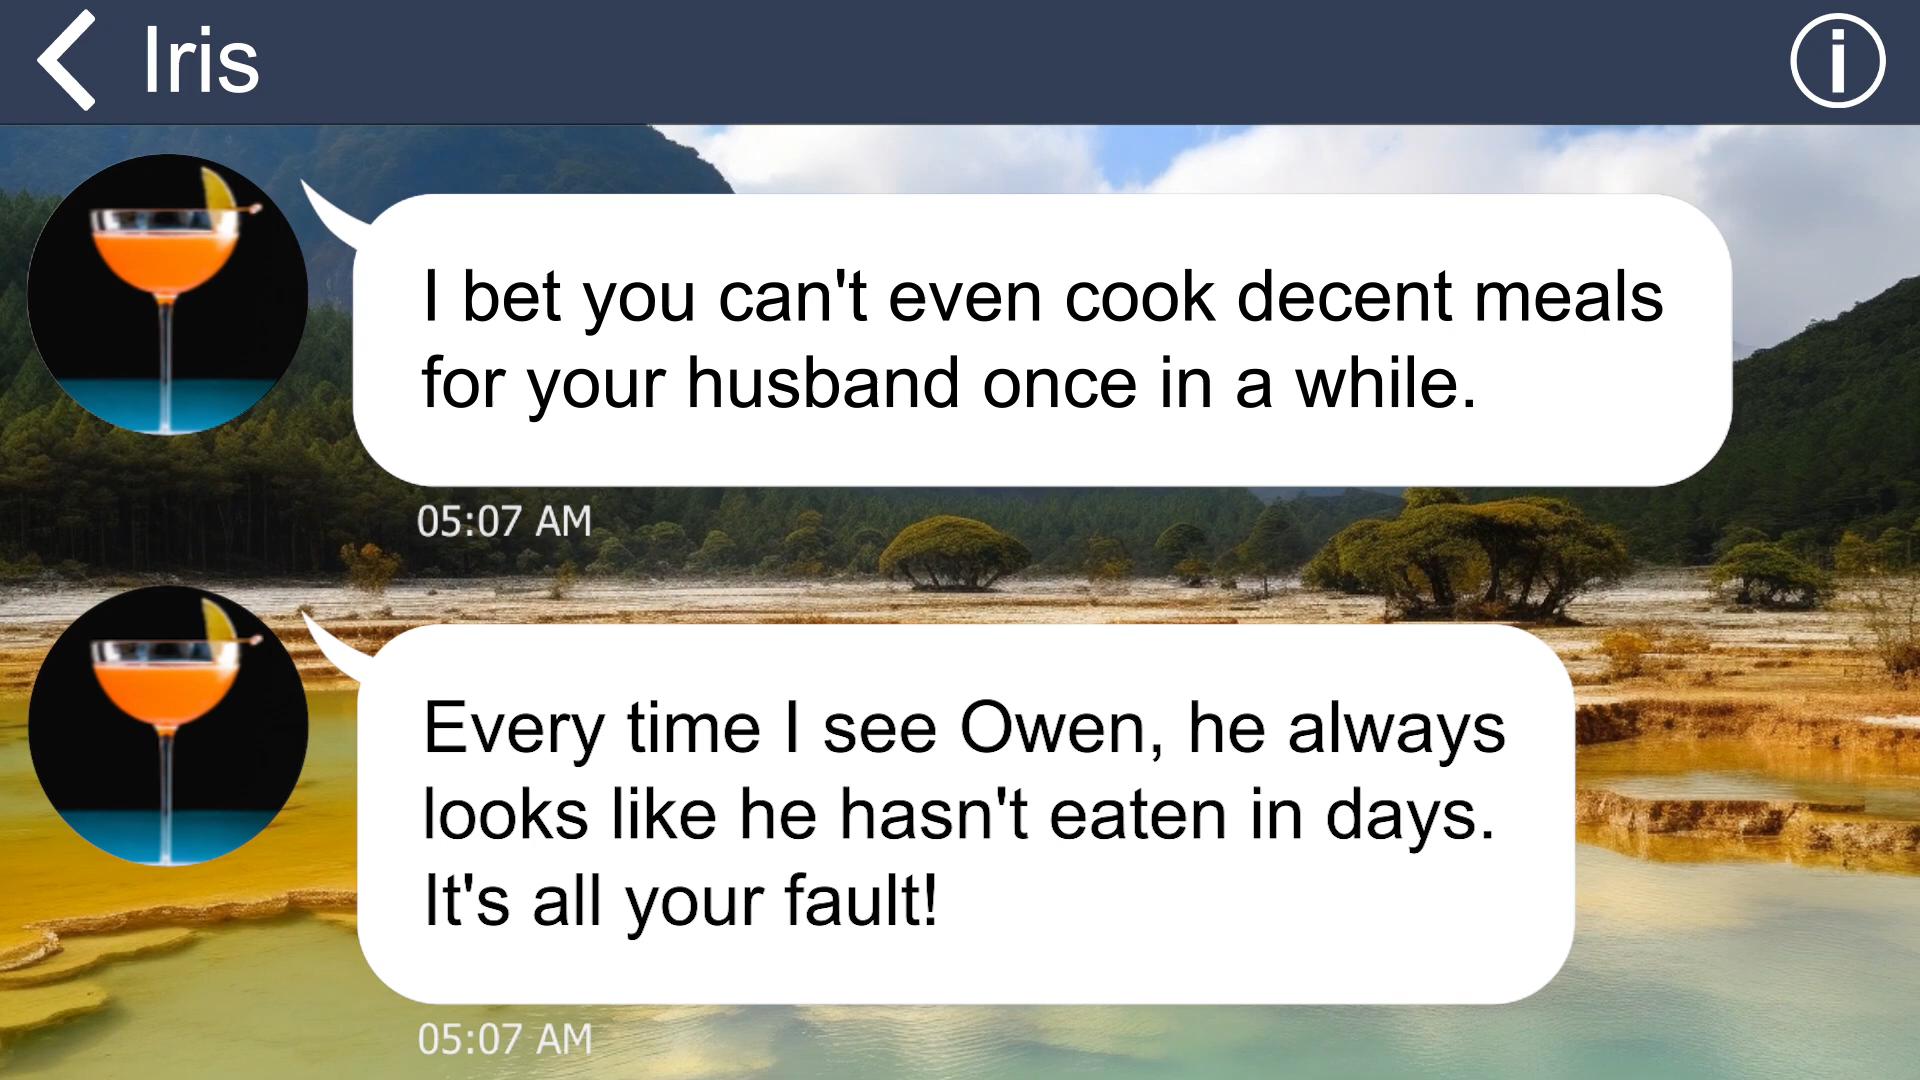 Iris
I bet you can't even cook decent meals
for your husband once in a while.
05:07 AM
Every time I see Owen, he always
looks like he hasn't eaten in days.
It's all your fault!
05:07 AM